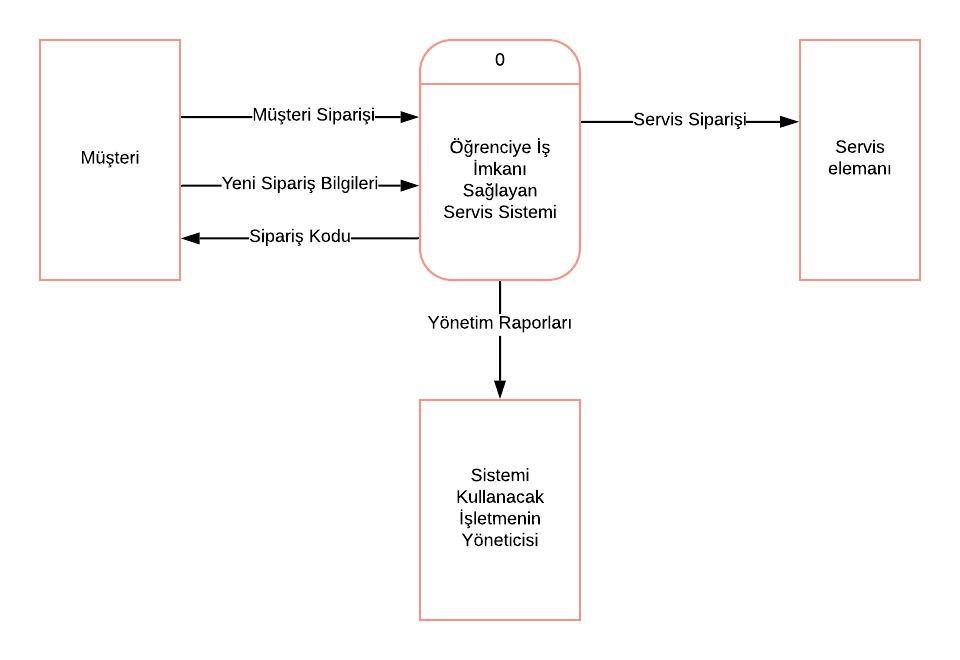 0
Müşteri Siparişi
Servis Siparişi
Müşteri
Öğrenciye İş
İmkanı
Sağlayan
Servis Sistemi
Servis
elemanı
Yeni Sipariş Bilgileri
Sipariş Kodu
Yönetim Raporları
Sistemi
Kullanacak
İşletmenin
Yöneticisi